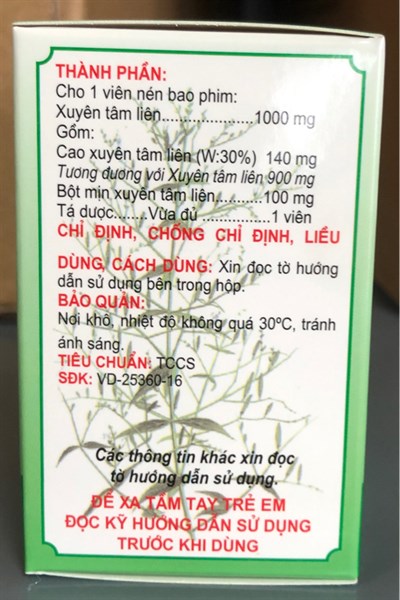 THÀNH PHẦN:
Cho 1 viên nén bao phim:
Xuyên tâm liên.....................1000 mg
Gồm:
Cao xuyên tâm liên (W:30%) 140 mg
Tương đương với Xuyên tâm liên 900 mg
Bột mịn xuyên tâm liên...........100 mg
Tá dược.......Vừa đủ ................1 viên
CHỈ ĐỊNH, CHỐNG CHỈ ĐỊNH, LIỀU
DÙNG, CÁCH DÙNG: Xin đọc tờ hướng
dẫn sử dụng bên trong hộp.
BẢO QUẢN:
Nơi khô, nhiệt độ không quá 30ºC, tránh
ánh sáng.
TIÊU CHUẨN: TCCS
SĐK: VD-25360-16
Các thông tin khác xin đọc
tờ hướng dẫn sử dụng.
ĐỂ XA TẦM TAY TRẺ EM
ĐỌC KỸ HƯỚNG DẪN SỬ DỤNG
TRƯỚC KHI DÙNG